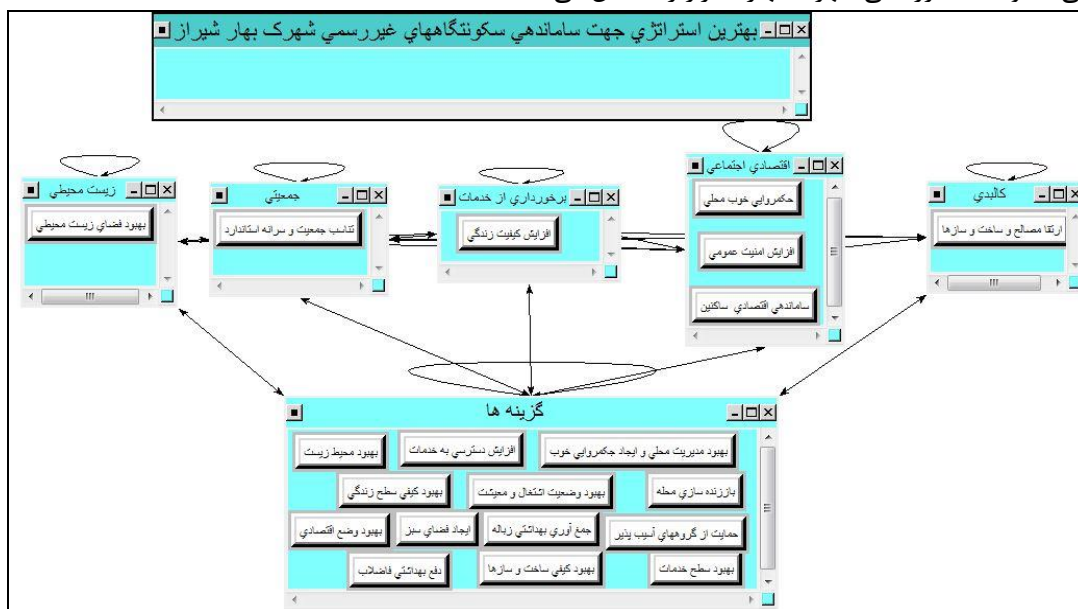 بهترين استراتژي جهت ساماندهي سکونتگاههاي غيررسمي شهرک بهار شيراز
اقتصادي اجتماعي
حکمروايي خوب محلي
افزايش امنيت عمومي
ساماندهي اقتصادي ساکنين
کالبدي
ارتقا مصالح و ساخت و سازها
برخورداري از خدمات
افزايش کيفيت زندگي
جمعيتي
تناسب جمعيت و سرانه استاندارد
زيست محيطي
بهبود فضاي زيست محيطي
گزينه ها
بهبود مديريت محلي و ايجاد جکمروايي خوب
افزايش دسترسي به خدمات
بهبود محيط زيست
باززنده سازي محله
بهبود وضعيت اشتغال و معيشت
بهبود کيفي سطح زندگي
حمايت از گروههاي آسيب پذير
جمع آوري بهداشتي زباله
ايجاد فضاي سبز
بهبود وضع اقتصادي
بهبود سطح خدمات
بهبود کيفي ساخت و سازها
دفع بهداشتي فاضلاب